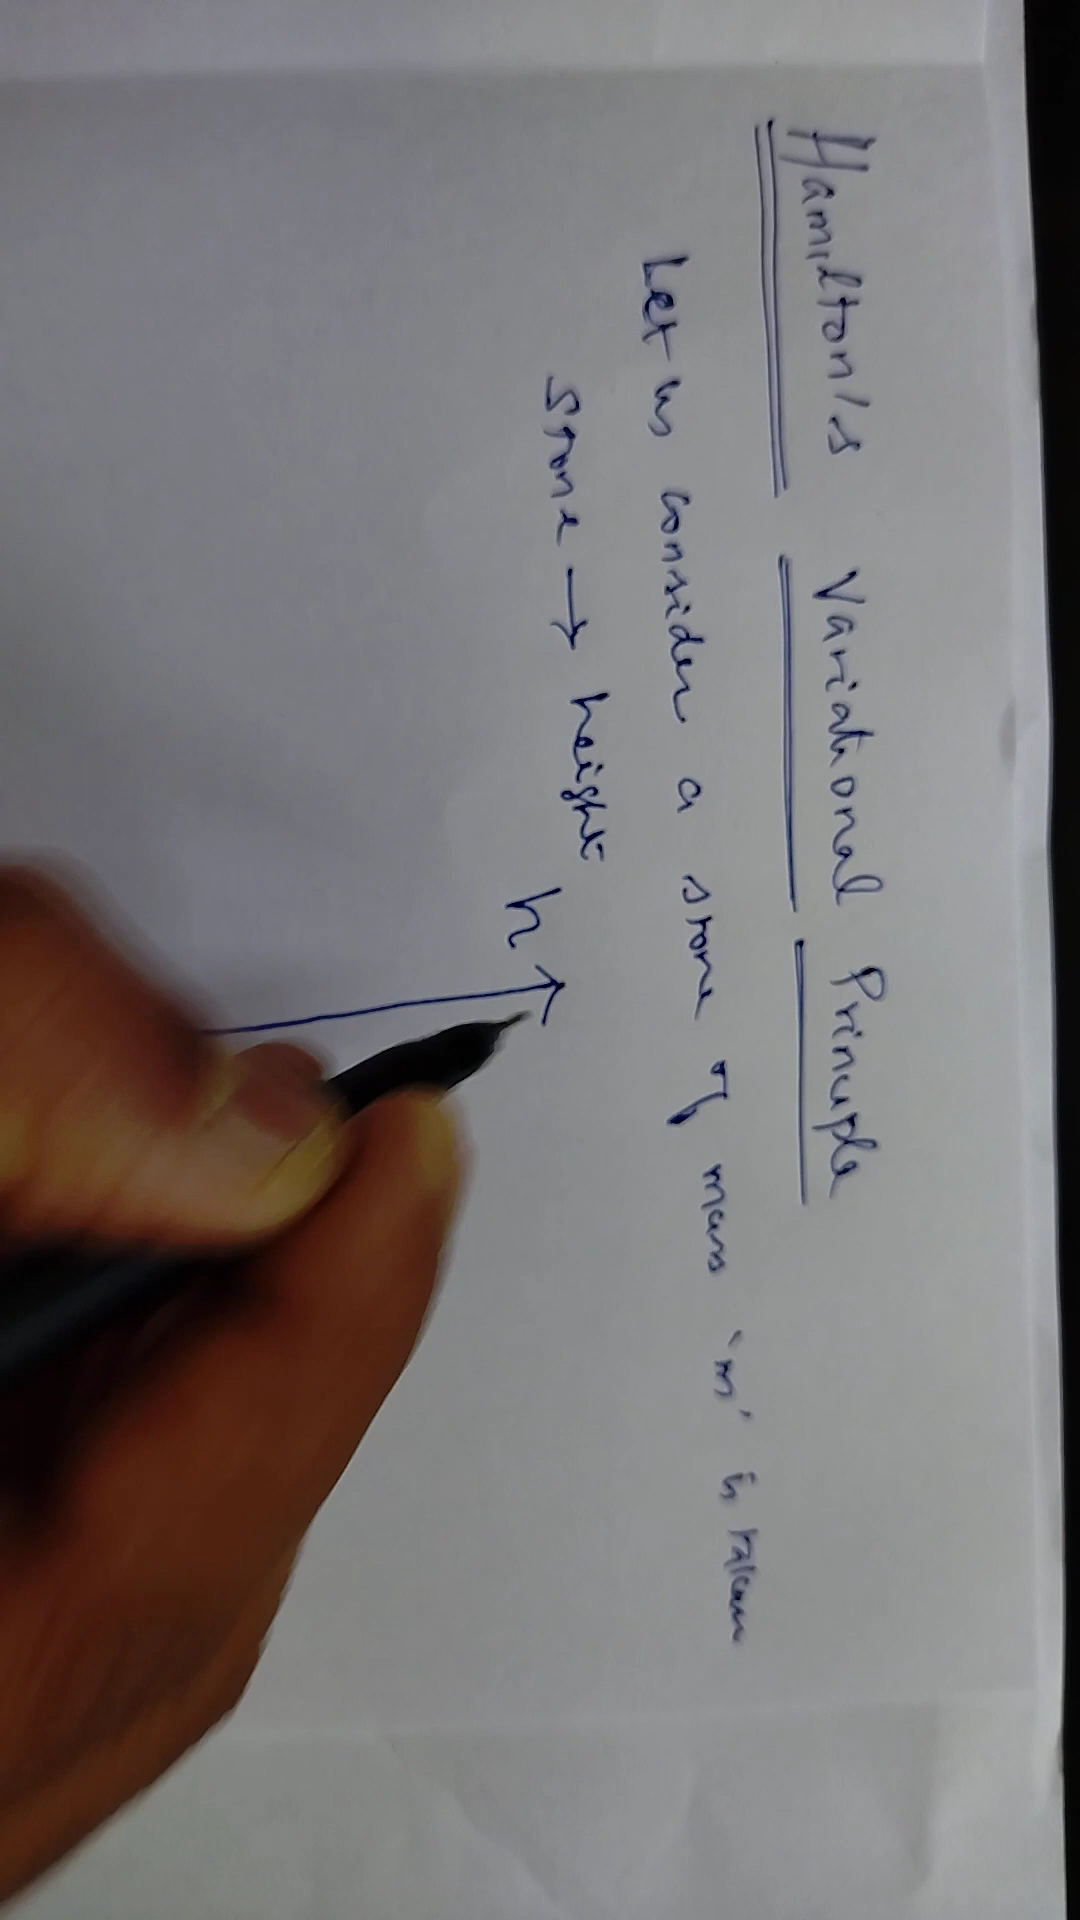 Hamilton's Variational Principle
Let us consider a stone of mass 'm' is taken
stone → height
h